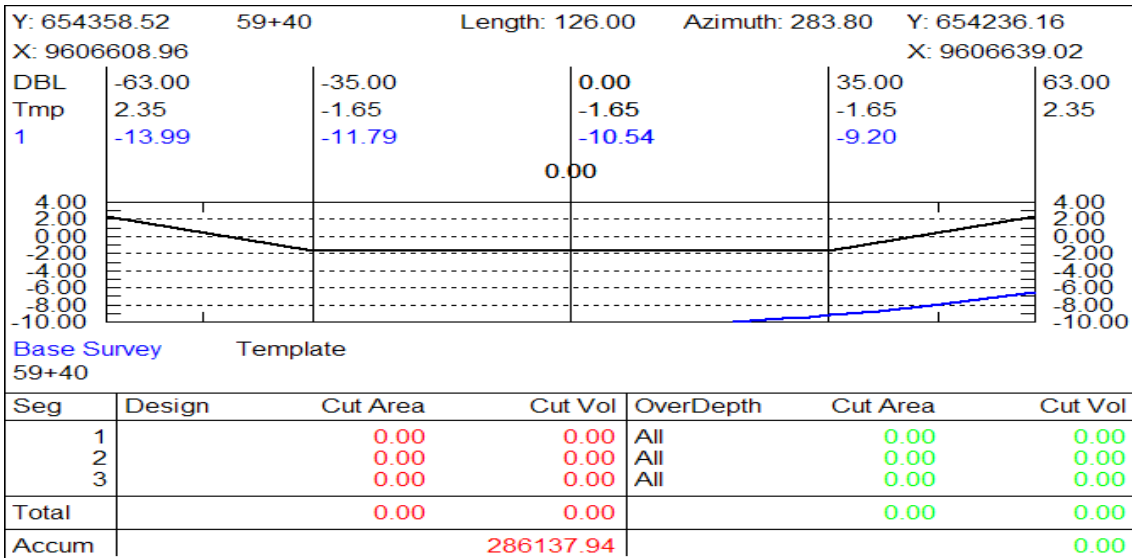 Y: 654358.52 59+40 Length: 126.00 Azimuth: 283.80 Y: 654236.16
X: 9606608.96 X: 9606639.02
DBL -63.00 -35.00 0.00 35.00 63.00
Tmp 2.35 -1.65 -1.65 -1.65 2.35
1 -13.99 -11.79 -10.54 -9.20
0.00
4.00 4.00
2.00 2.00
0.00 0.00
-2.00 -2.00
-4.00 -4.00
-6.00 -6.00
-8.00 -8.00
-10.00 -10.00
Base Survey Template
59+40
Seg Design Cut Area Cut Vol OverDepth Cut Area Cut Vol
1 0.00 0.00 All 0.00 0.00
2 0.00 0.00 All 0.00 0.00
3 0.00 0.00 All 0.00 0.00
Total 0.00 0.00 0.00 0.00
Accum 286137.94 0.00